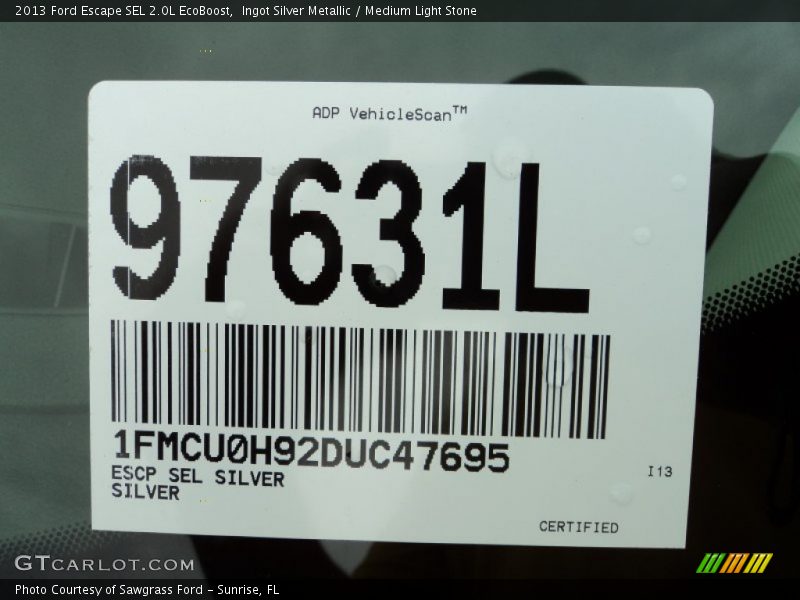 2013 Ford Escape SEL 2.0L EcoBoost,  Ingot Silver Metallic / Medium Light Stone
ADP VehicleScan™
97631L
1FMCU0H92DUC47695
ESCP SEL SILVER
SILVER
I13
CERTIFIED
GTCARLOT.COM
Photo Courtesy of Sawgrass Ford – Sunrise, FL